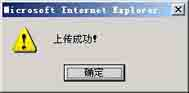 Microsoft Internet Explorer
上传成功!
确定